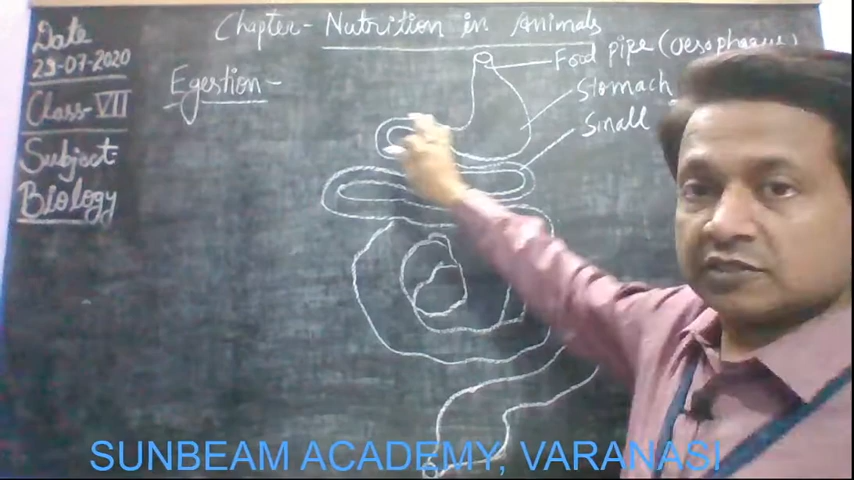 Chapter- Nutrition in Animals
Date
29-07-2020
Class-VII
Subject:
Biology
Egestion-
Food pipe (Oesophagus)
Stomach
Small
SUNBEAM ACADEMY, VARANASI